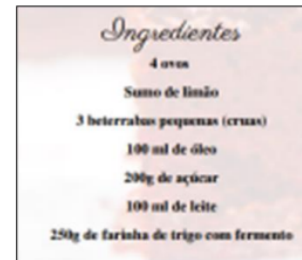 Ingredientes
4 ovos
Sumo de limão
3 beterrabas pequenas (cruas)
100 ml de óleo
200g de açúcar
100 ml de leite
250g de farinha de trigo com fermento